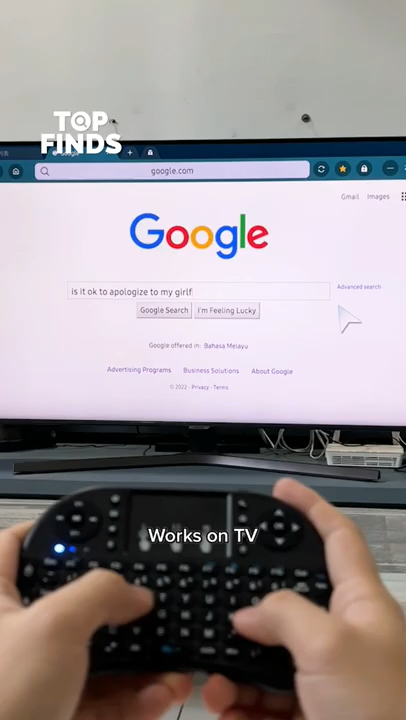 TOP
FINDS
Google
google.com
Gmail Images
Google
is it ok to apologize to my girlf
Advanced search
Google Search I'm Feeling Lucky
Google offered in: Bahasa Melayu
Advertising Programs Business Solutions About Google
© 2022 - Privacy - Terms
Works on TV